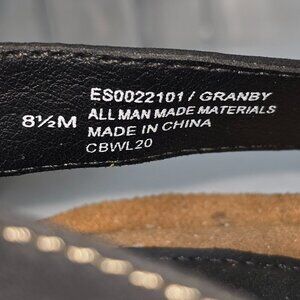 ES0022101 / GRANBY
8½M ALL MAN MADE MATERIALS
MADE IN CHINA
CBWL20